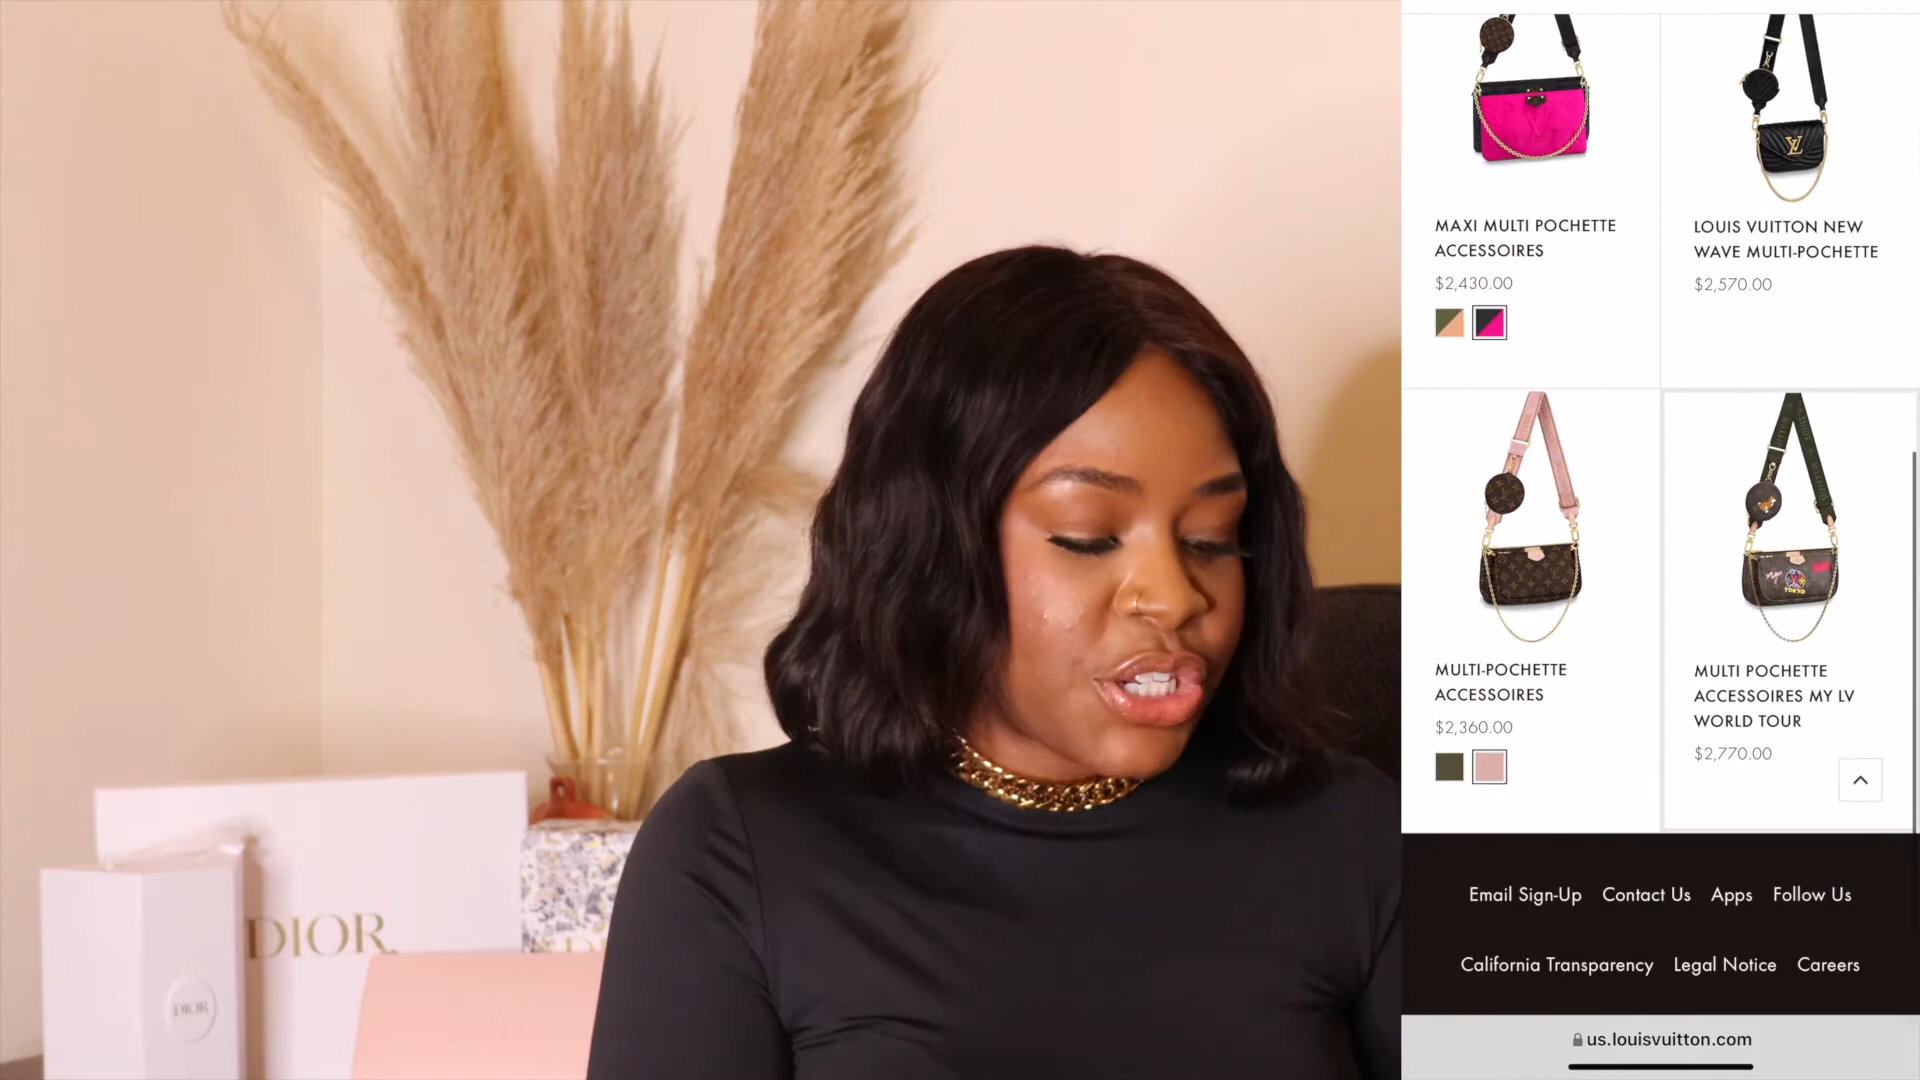 MAXI MULTI POCHETTE
ACCESSOIRES
$2,430.00
LOUIS VUITTON NEW
WAVE MULTI-POCHETTE
$2,570.00
MULTI-POCHETTE
ACCESSOIRES
$2,360.00
MULTI POCHETTE
ACCESSOIRES MY LV
WORLD TOUR
$2,770.00
TOKYO
Email Sign-Up Contact Us Apps Follow Us
California Transparency Legal Notice Careers
us.louisvuitton.com
DIOR
DIOR